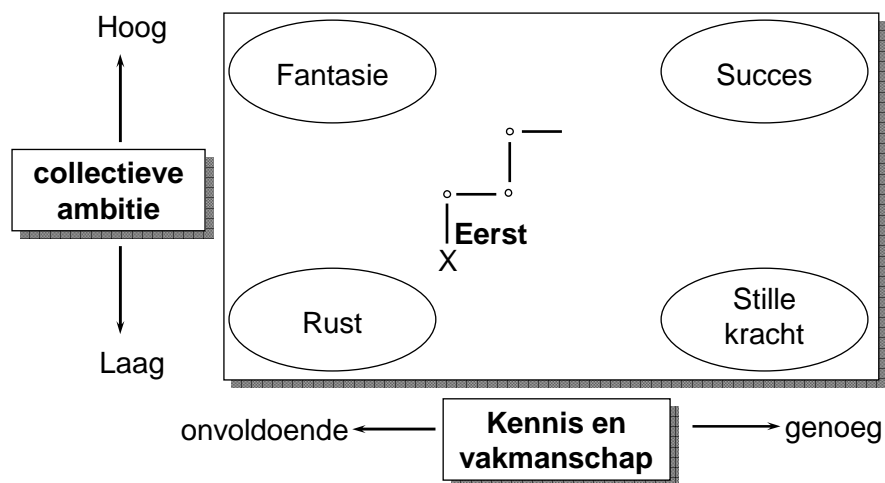 Hoog
Fantasie
Succes
collectieve
ambitie
Eerst
X
Rust
Stille
kracht
Laag
onvoldoende
Kennis en
vakmanschap
genoeg